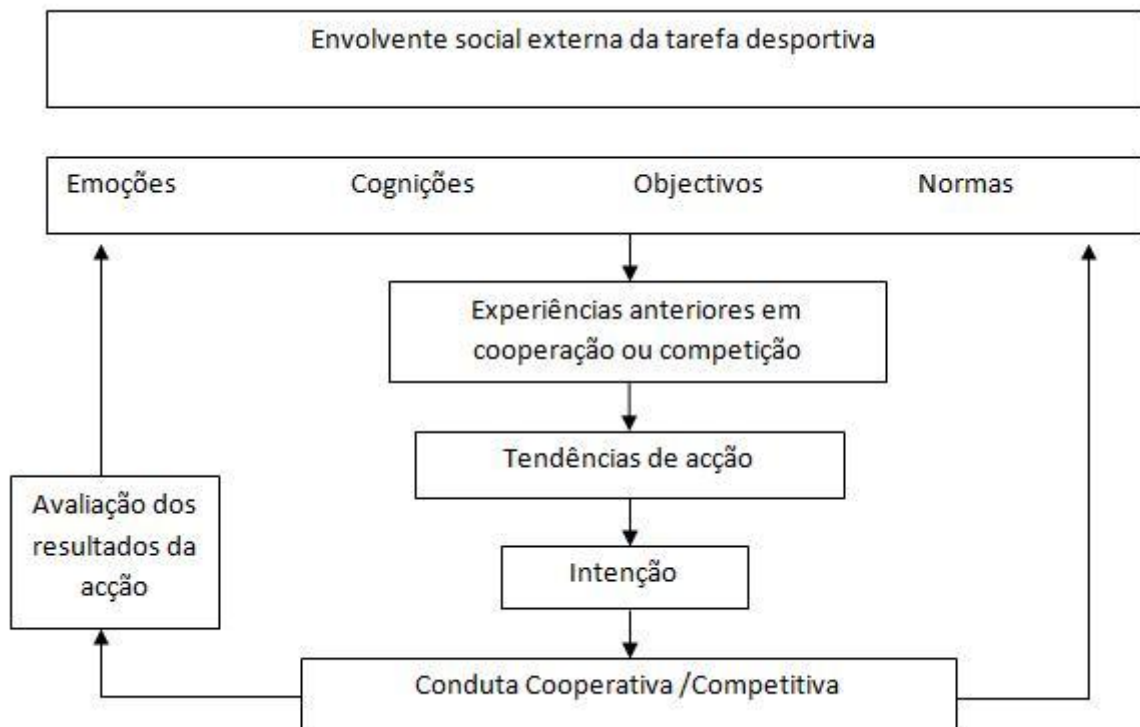 Envolvente social externa da tarefa desportiva
Emoções Cognições Objectivos Normas
Experiências anteriores em
cooperação ou competição
Tendências de acção
Avaliação dos
resultados da
acção
Intenção
Conduta Cooperativa /Competitiva